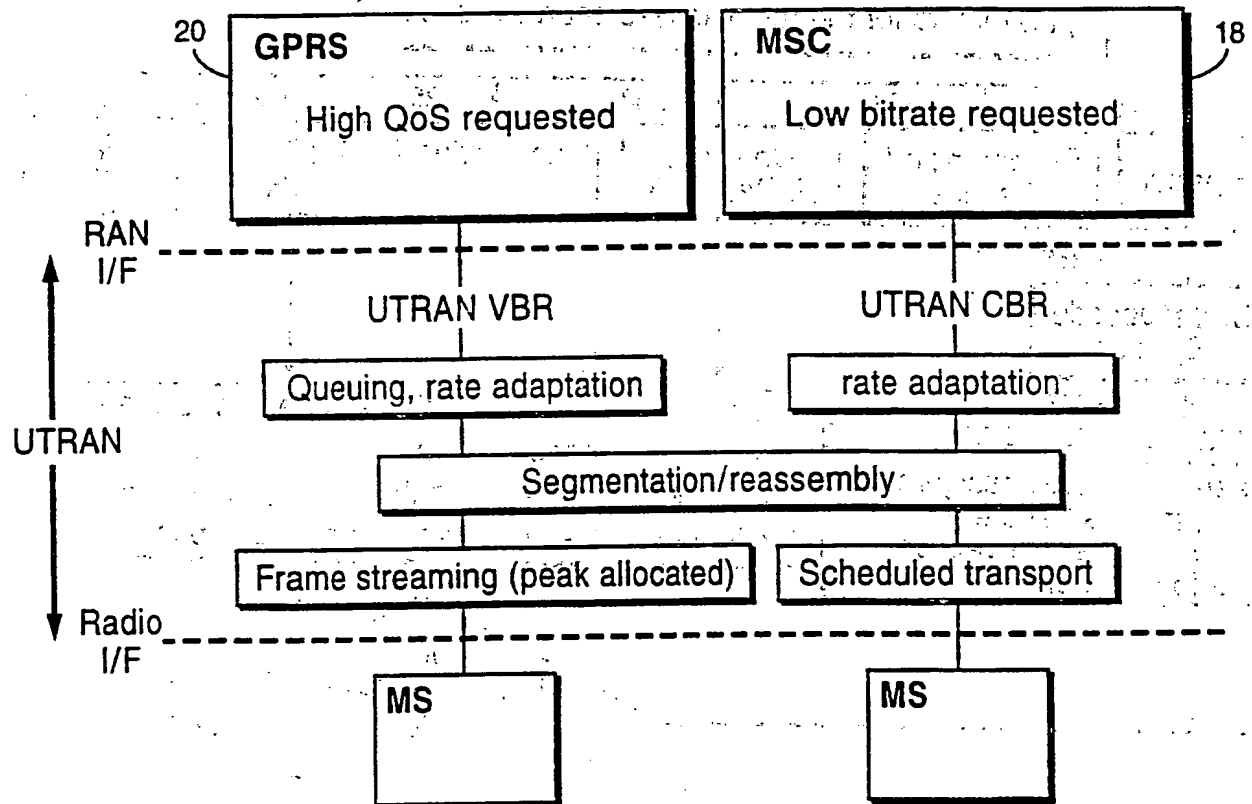 20
GPRS
High QoS requested
MSC
Low bitrate requested
18
RAN
I/F
UTRAN VBR
UTRAN CBR
Queuing, rate adaptation
rate adaptation
UTRAN
Segmentation/reassembly
Frame streaming (peak allocated)
Scheduled transport
Radio
I/F
MS
MS